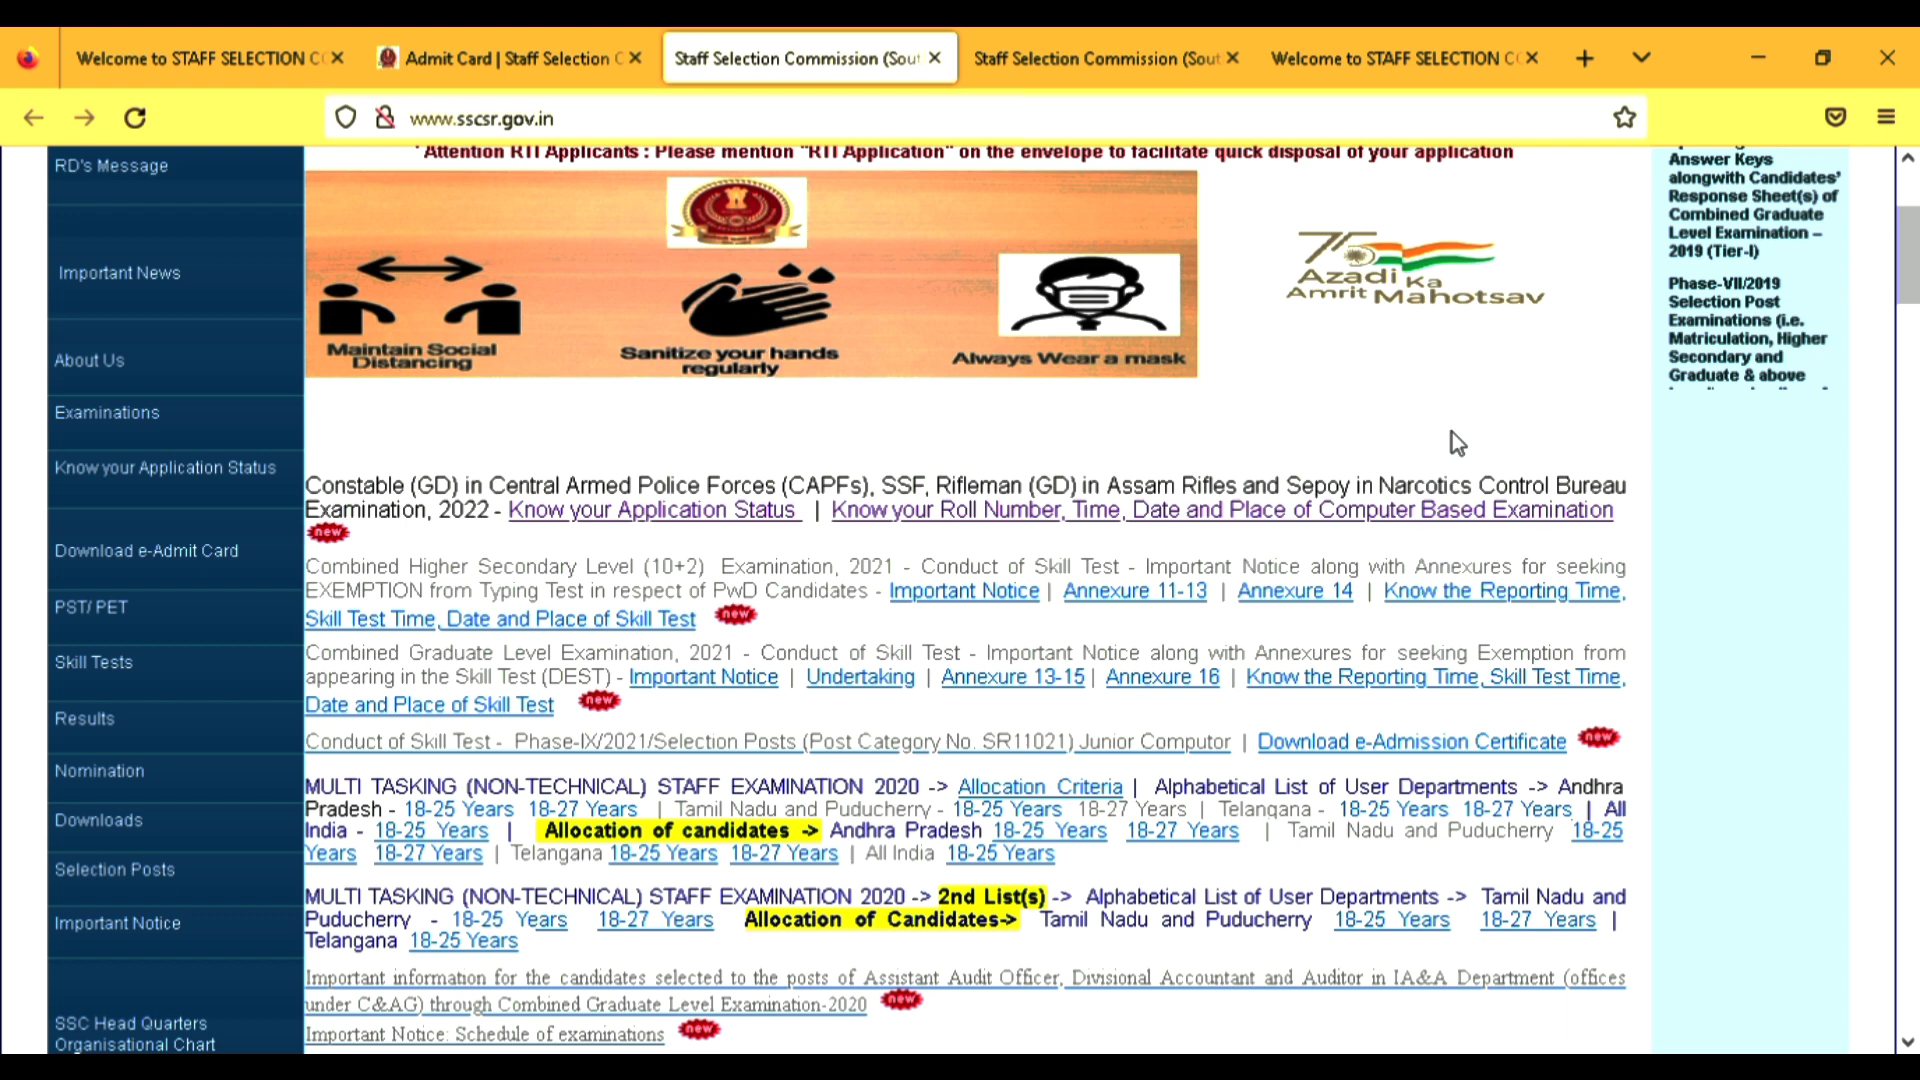 Welcome to STAFF SELECTION C
Admit Card | Staff Selection C
Staff Selection Commission (Sout
Staff Selection Commission (Sout
Welcome to STAFF SELECTION CO
www.sscsr.gov.in
RD's Message
Important News
About Us
Examinations
Know your Application Status
Download e-Admit Card
PST/ PET
Skill Tests
Results
Nomination
Downloads
Selection Posts
Important Notice
SSC Head Quarters
Organisational Chart
Attention RTI Applicants : Please mention "RTI Application" on the envelope to facilitate quick disposal of your application
Maintain Social
Distancing
Sanitize your hands
regularly
Always Wear a mask
75
Azadi Ka
Amrit Mahotsav
Constable (GD) in Central Armed Police Forces (CAPFs), SSF, Rifleman (GD) in Assam Rifles and Sepoy in Narcotics Control Bureau
Examination, 2022 - Know your Application Status | Know your Roll Number, Time, Date and Place of Computer Based Examination
new
Combined Higher Secondary Level (10+2) Examination, 2021 - Conduct of Skill Test - Important Notice along with Annexures for seeking
EXEMPTION from Typing Test in respect of PwD Candidates - Important Notice | Annexure 11-13 | Annexure 14 | Know the Reporting Time,
Skill Test Time, Date and Place of Skill Test new
Combined Graduate Level Examination, 2021 - Conduct of Skill Test - Important Notice along with Annexures for seeking Exemption from
appearing in the Skill Test (DEST) - Important Notice | Undertaking | Annexure 13-15 | Annexure 16 | Know the Reporting Time, Skill Test Time,
Date and Place of Skill Test new
Conduct of Skill Test - Phase-IX/2021/Selection Posts (Post Category No. SR11021) Junior Computor | Download e-Admission Certificate new
MULTI TASKING (NON-TECHNICAL) STAFF EXAMINATION 2020 -> Allocation Criteria | Alphabetical List of User Departments -> Andhra
Pradesh - 18-25 Years 18-27 Years | Tamil Nadu and Puducherry - 18-25 Years 18-27 Years | Telangana - 18-25 Years 18-27 Years | All
India - 18-25 Years | Allocation of candidates -> Andhra Pradesh 18-25 Years 18-27 Years | Tamil Nadu and Puducherry 18-25
Years 18-27 Years | Telangana 18-25 Years 18-27 Years | All India 18-25 Years
MULTI TASKING (NON-TECHNICAL) STAFF EXAMINATION 2020 -> 2nd List(s) -> Alphabetical List of User Departments -> Tamil Nadu and
Puducherry - 18-25 Years 18-27 Years Allocation of Candidates-> Tamil Nadu and Puducherry 18-25 Years 18-27 Years |
Telangana 18-25 Years
Important information for the candidates selected to the posts of Assistant Audit Officer, Divisional Accountant and Auditor in IA&A Department (offices
under C&AG) through Combined Graduate Level Examination-2020 new
Important Notice: Schedule of examinations new
Answer Keys
alongwith Candidates'
Response Sheet(s) of
Combined Graduate
Level Examination –
2019 (Tier-I)
Phase-VII/2019
Selection Post
Examinations (i.e.
Matriculation, Higher
Secondary and
Graduate & above